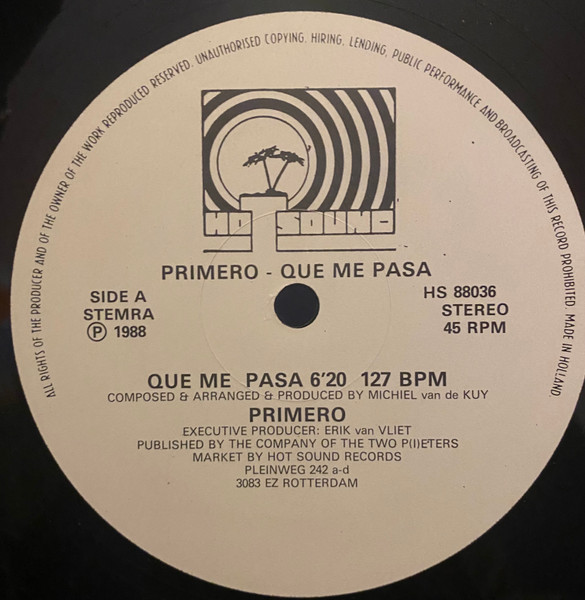 ALL RIGHTS OF THE PRODUCER AND OF THE OWNER OF THE WORK REPRODUCED RESERVED. UNAUTHORISED COPYING, HIRING, LENDING, PUBLIC PERFORMANCE AND BROADCASTING OF THIS RECORD PROHIBITED. MADE IN HOLLAND.
HOT SOUND
PRIMERO - QUE ME PASA
SIDE A
STEMRA
Ⓟ 1988
HS 88036
STEREO
45 RPM
QUE ME PASA 6'20 127 BPM
COMPOSED & ARRANGED & PRODUCED BY MICHIEL van de KUY
PRIMERO
EXECUTIVE PRODUCER: ERIK van VLIET
PUBLISHED BY THE COMPANY OF THE TWO P(I)ETERS
MARKET BY HOT SOUND RECORDS
PLEINWEG 242 a-d
3083 EZ ROTTERDAM